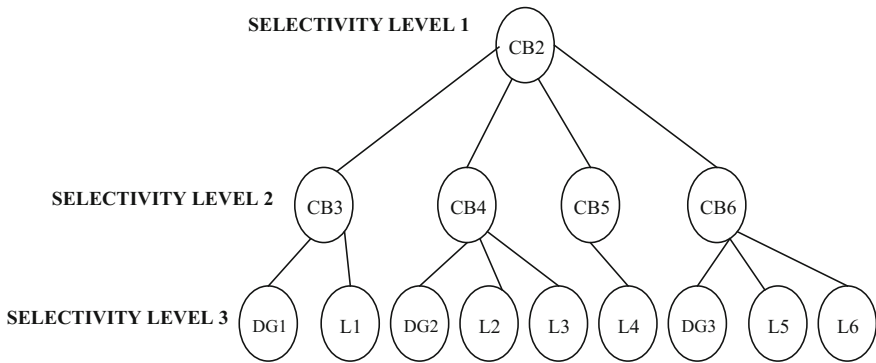 SELECTIVITY LEVEL 1
CB2
SELECTIVITY LEVEL 2
CB3
CB4
CB5
CB6
SELECTIVITY LEVEL 3
DG1
L1
DG2
L2
L3
L4
DG3
L5
L6